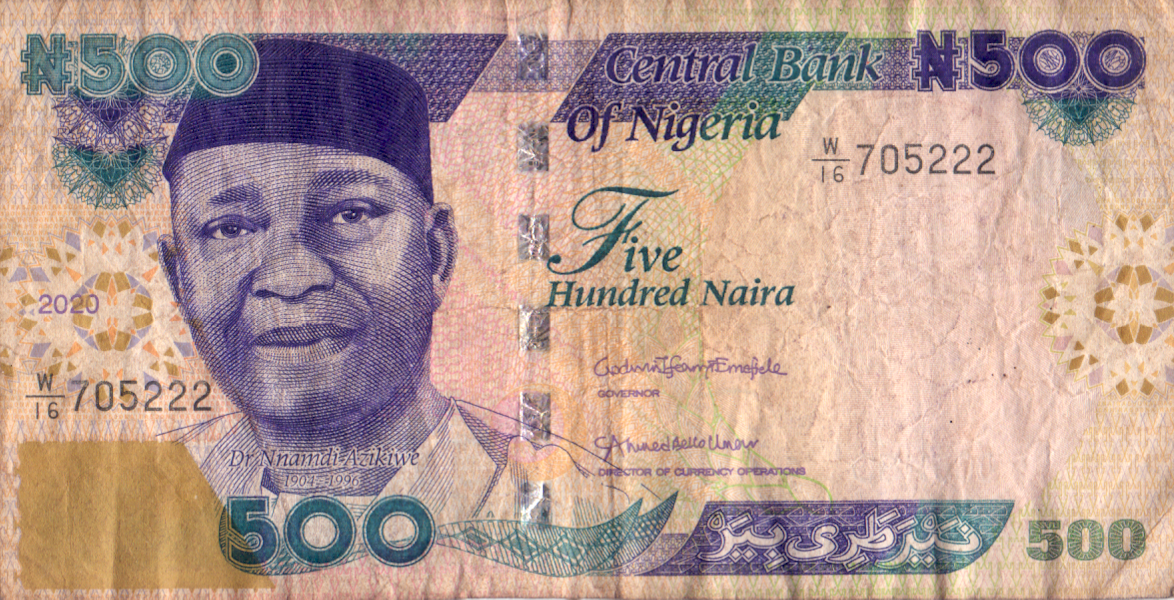 ₦500
Central Bank
Of Nigeria
₦500
W/16 705222
Five
Hundred Naira
2020
W/16 705222
GOVERNOR
DIRECTOR OF CURRENCY OPERATIONS
Dr Nnamdi Azikiwe
1904 - 1996
500
نَيْرَ طَرِى بِيَرْ
500